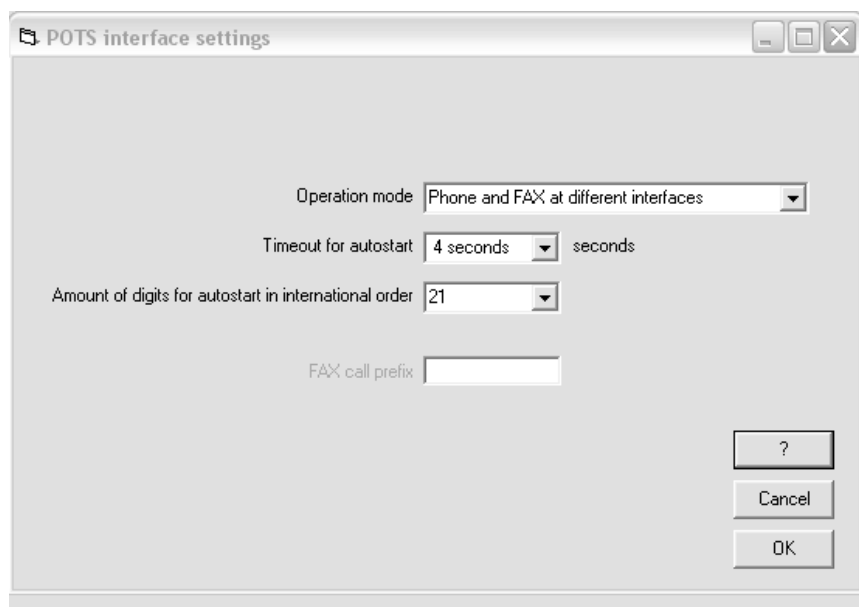 POTS interface settings
Operation mode Phone and FAX at different interfaces
Timeout for autostart 4 seconds seconds
Amount of digits for autostart in international order 21
FAX call prefix
?
Cancel
OK